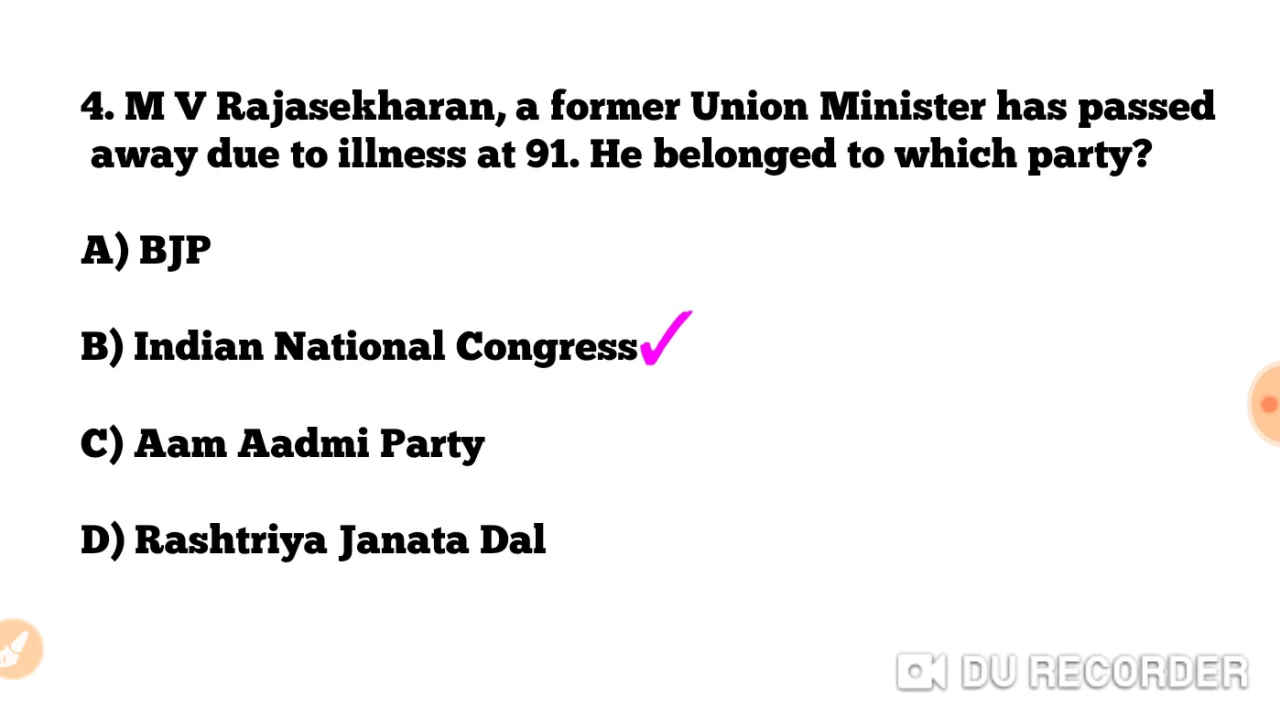 4. M V Rajasekharan, a former Union Minister has passed
away due to illness at 91. He belonged to which party?
A) BJP
B) Indian National Congress
C) Aam Aadmi Party
D) Rashtriya Janata Dal
DU RECORDER